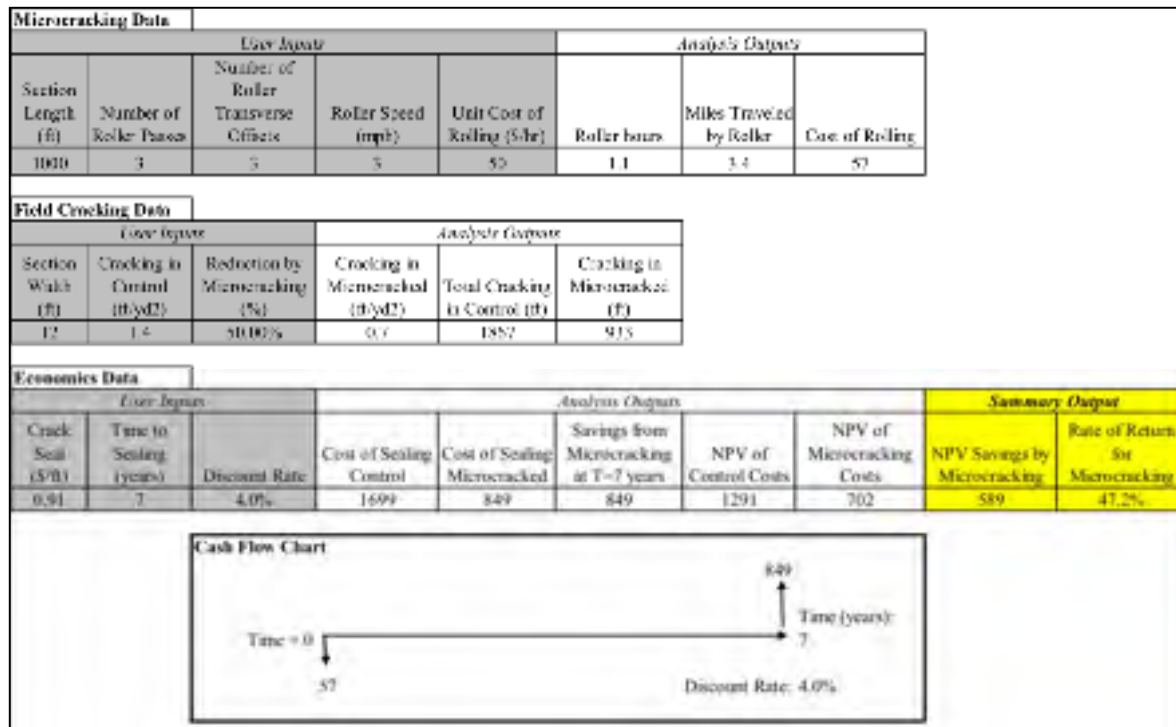 Microcracking Data
User Inputs Analysis Outputs
Section Length (ft) Number of Roller Passes Number of Roller Transverse Offsets Roller Speed (mph) Unit Cost of Rolling ($/hr) Roller hours Miles Traveled by Roller Cost of Rolling
1000 3 3 3 50 1.1 3.4 57
Field Cracking Data
User Inputs Analysis Outputs
Section Width (ft) Cracking in Control (ft/yd2) Reduction by Microcracking (%) Cracking in Microcracked (ft/yd2) Total Cracking in Control (ft) Cracking in Microcracked (ft)
12 1.4 50.00% 0.7 1867 933
Economics Data
User Inputs Analysis Outputs Summary Output
Crack Seal ($/ft) Time to Sealing (years) Discount Rate Cost of Sealing Control Cost of Sealing Microcracked Savings from Microcracking at T=7 years NPV of Control Costs NPV of Microcracking Costs NPV Savings by Microcracking Rate of Return for Microcracking
0.91 7 4.0% 1699 849 849 1291 702 589 47.2%
Cash Flow Chart
849
Time (years):
Time = 0 7
57 Discount Rate: 4.0%